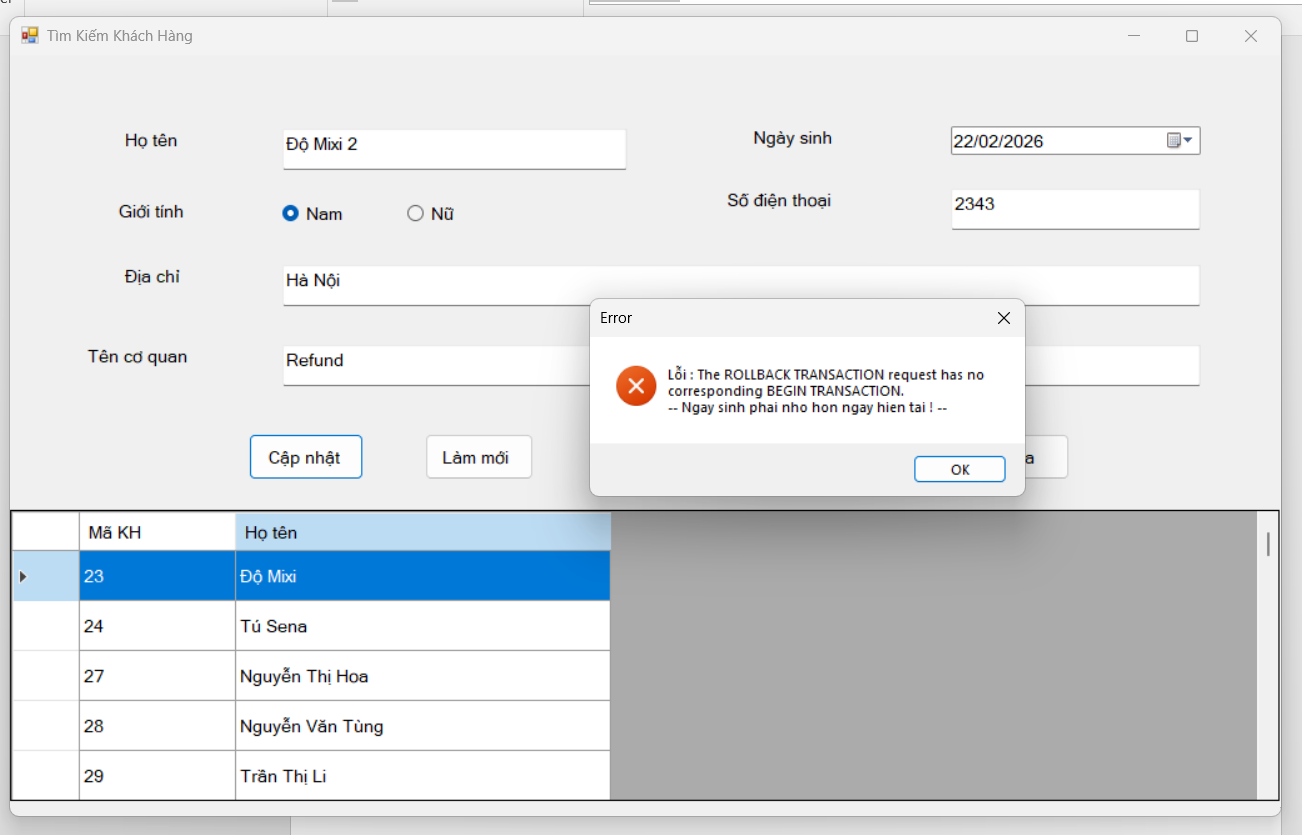 Tìm Kiếm Khách Hàng
Họ tên
Độ Mixi 2
Ngày sinh
22/02/2026
Giới tính
Nam
Nữ
Số điện thoại
2343
Địa chỉ
Hà Nội
Tên cơ quan
Refund
Error
Lỗi : The ROLLBACK TRANSACTION request has no
corresponding BEGIN TRANSACTION.
-- Ngay sinh phai nho hon ngay hien tai ! --
OK
Cập nhật
Làm mới
Mã KH
Họ tên
23
Độ Mixi
24
Tú Sena
27
Nguyễn Thị Hoa
28
Nguyễn Văn Tùng
29
Trần Thị Li